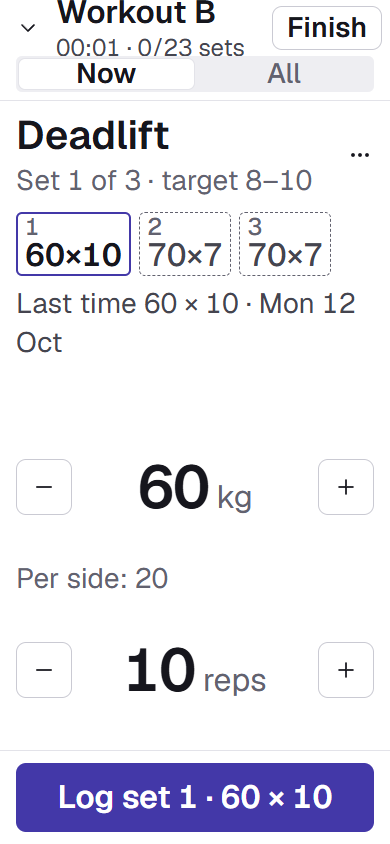 Workout B
00:01 · 0/23 sets
Finish
Now
All
Deadlift
...
Set 1 of 3 · target 8–10
1
60×10
2
70×7
3
70×7
Last time 60 × 10 · Mon 12
Oct
− 60 kg +
Per side: 20
− 10 reps +
Log set 1 · 60 × 10